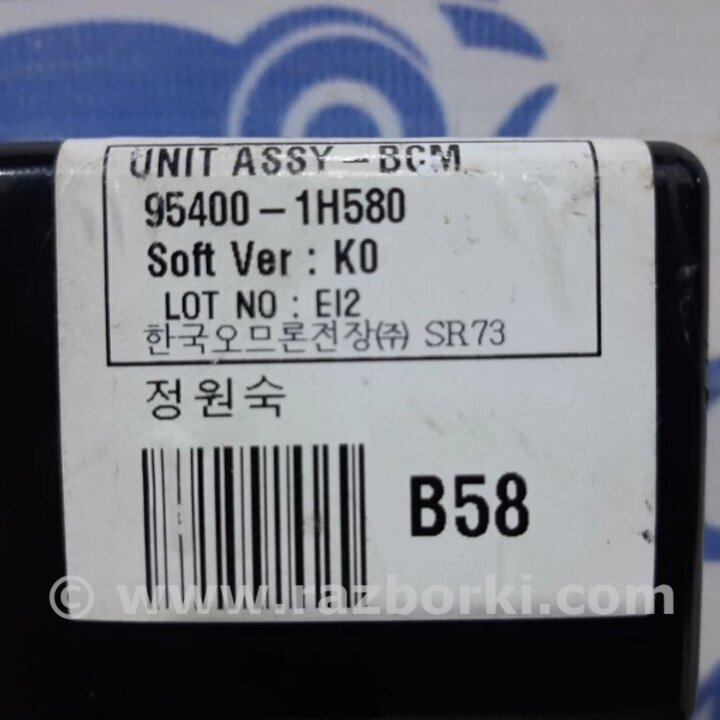 UNIT ASSY - BCM
95400-1H580
Soft Ver : K0
LOT NO : EI2
한국오므론전장㈜ SR73
정원숙
B58
© www.razborki.com